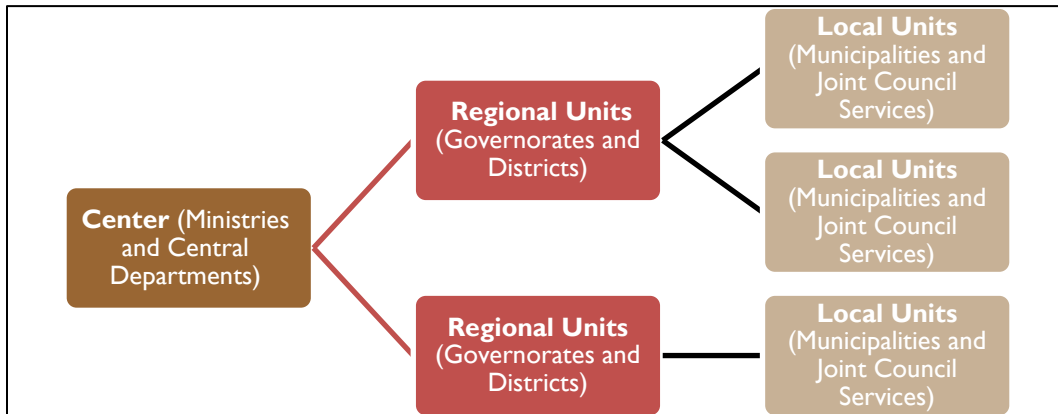 Center (Ministries
and Central
Departments)
Regional Units
(Governorates and
Districts)
Regional Units
(Governorates and
Districts)
Local Units
(Municipalities and
Joint Council
Services)
Local Units
(Municipalities and
Joint Council
Services)
Local Units
(Municipalities and
Joint Council
Services)